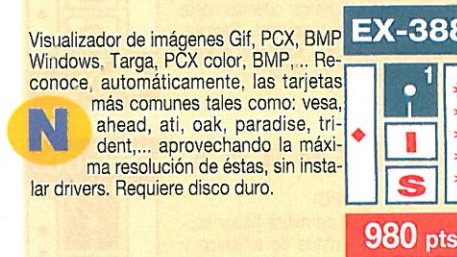 Visualizador de imágenes Gif, PCX, BMP
Windows, Targa, PCX color, BMP,... Re-
conoce, automáticamente, las tarjetas
más comunes tales como: vesa,
ahead, ati, oak, paradise, tri-
dent,... aprovechando la máxi-
ma resolución de éstas, sin insta-
lar drivers. Requiere disco duro.
N
EX-388
1
I
S
980 pts